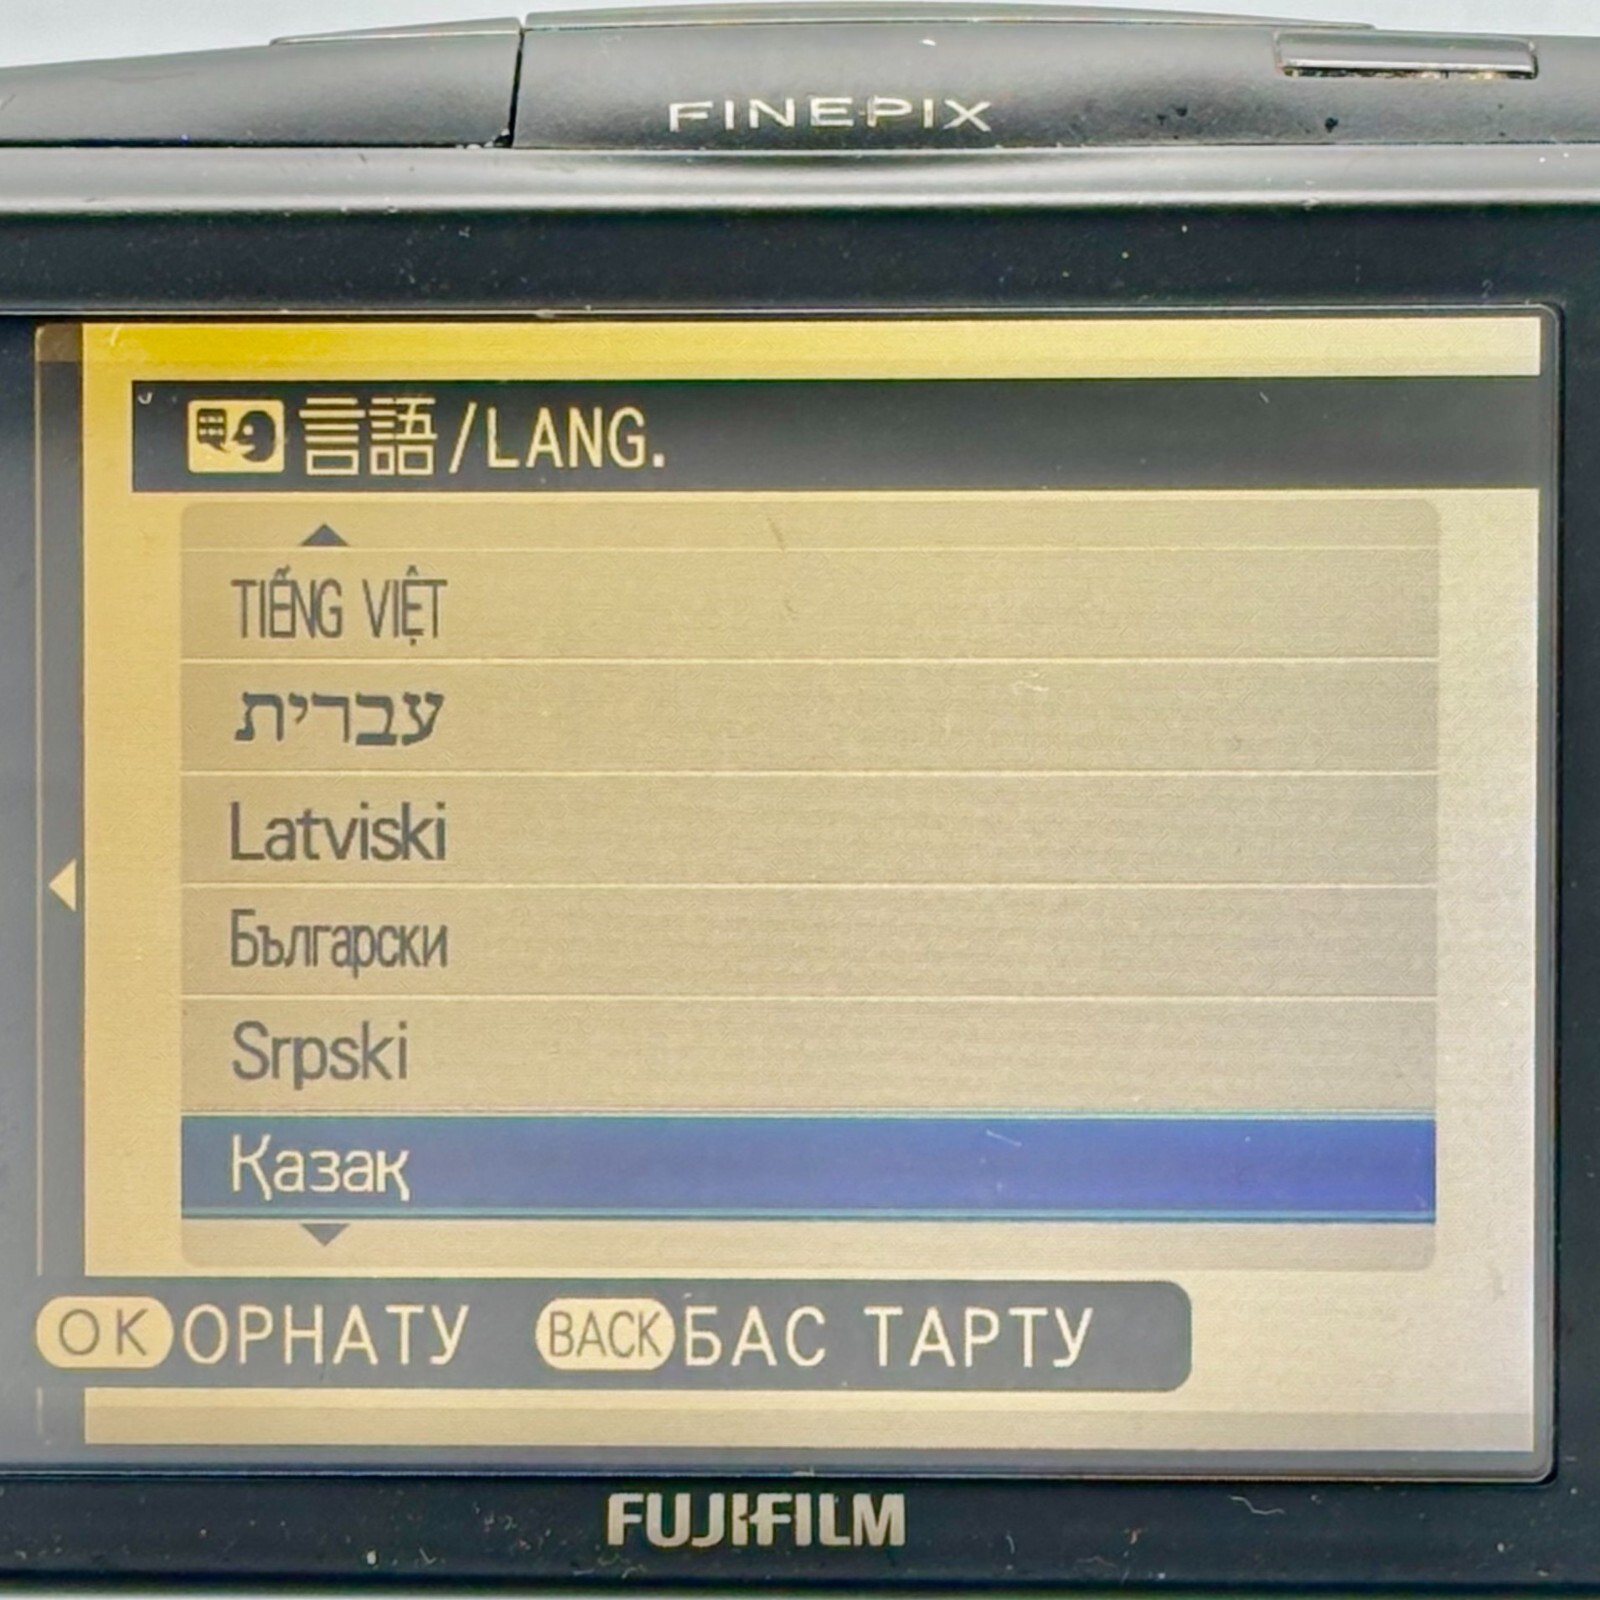 FINEPIX
言語/LANG.
TIẾNG VIỆT
עברית
Latviski
Български
Srpski
Қазақ
OK ОРНАТУ BACK БАС ТАРТУ
FUJIFILM